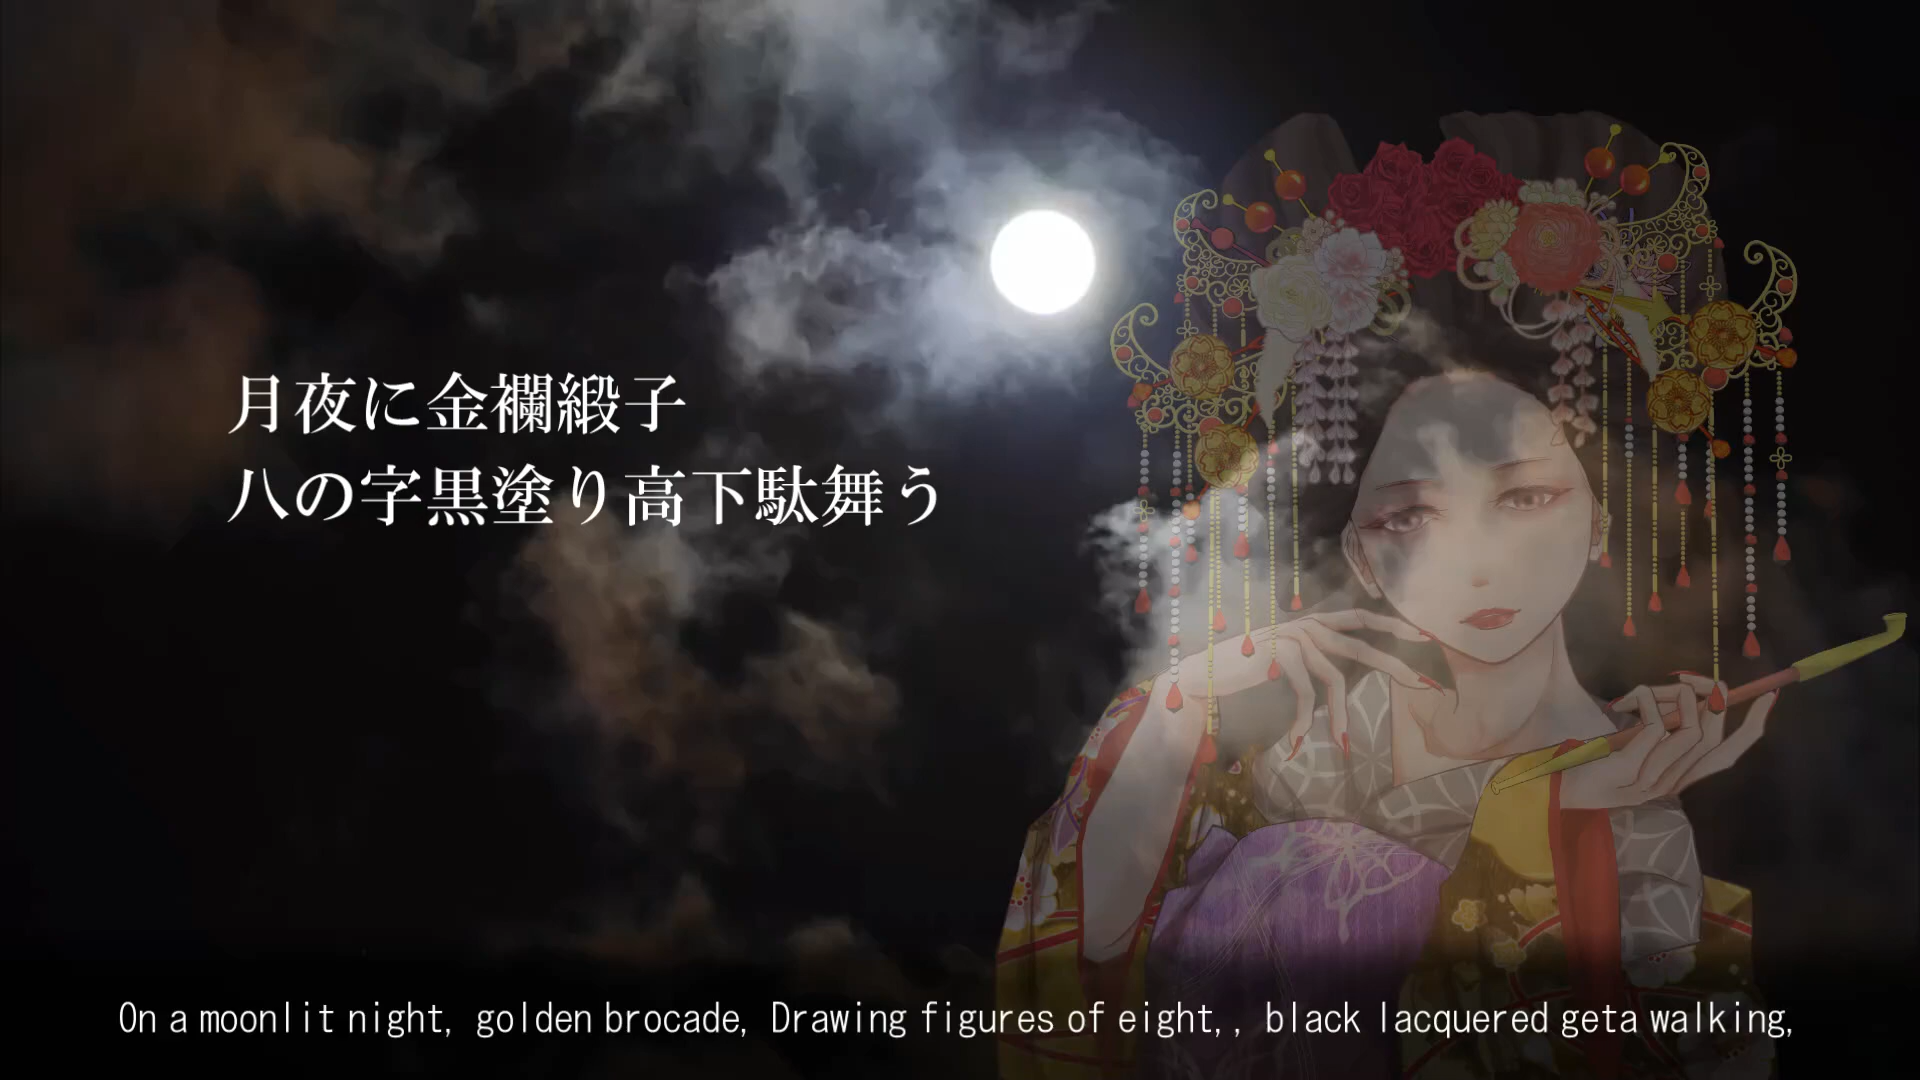 月夜に金襴緞子
八の字黒塗り高下駄舞う
On a moonlit night, golden brocade, Drawing figures of eight,, black lacquered geta walking,